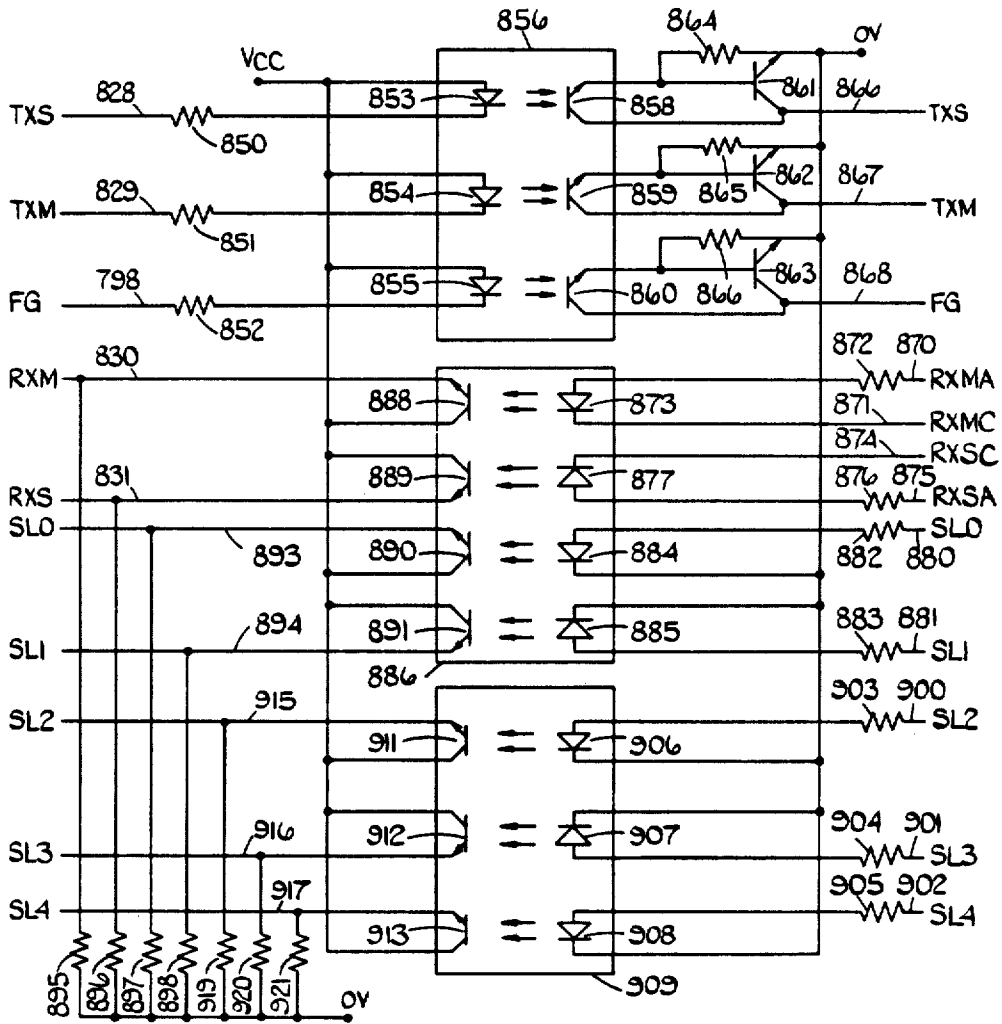 856
864
0V
VCC
828
853
858
861
866
TXS
850
TXS
829
854
859
865
862
867
TXM
851
TXM
798
855
860
866
863
868
FG
852
FG
830
872
870
RXM
888
873
RXMA
871
RXMC
874
RXSC
831
889
877
876
875
RXS
RXSA
SL0
893
890
884
SL0
882
880
894
891
885
883
881
SL1
SL1
886
915
903
900
SL2
911
906
SL2
916
912
907
904
901
SL3
SL3
917
905
902
SL4
913
908
SL4
895
896
897
898
919
920
921
0V
909